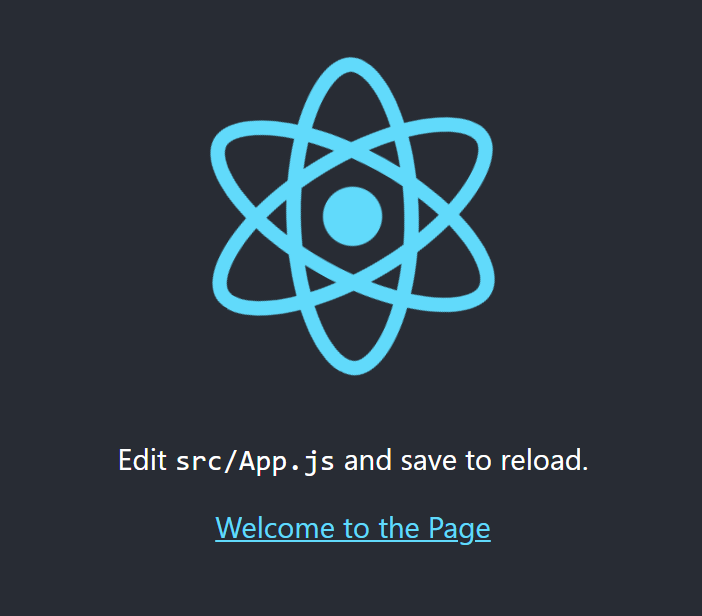 Edit src/App.js and save to reload.
Welcome to the Page